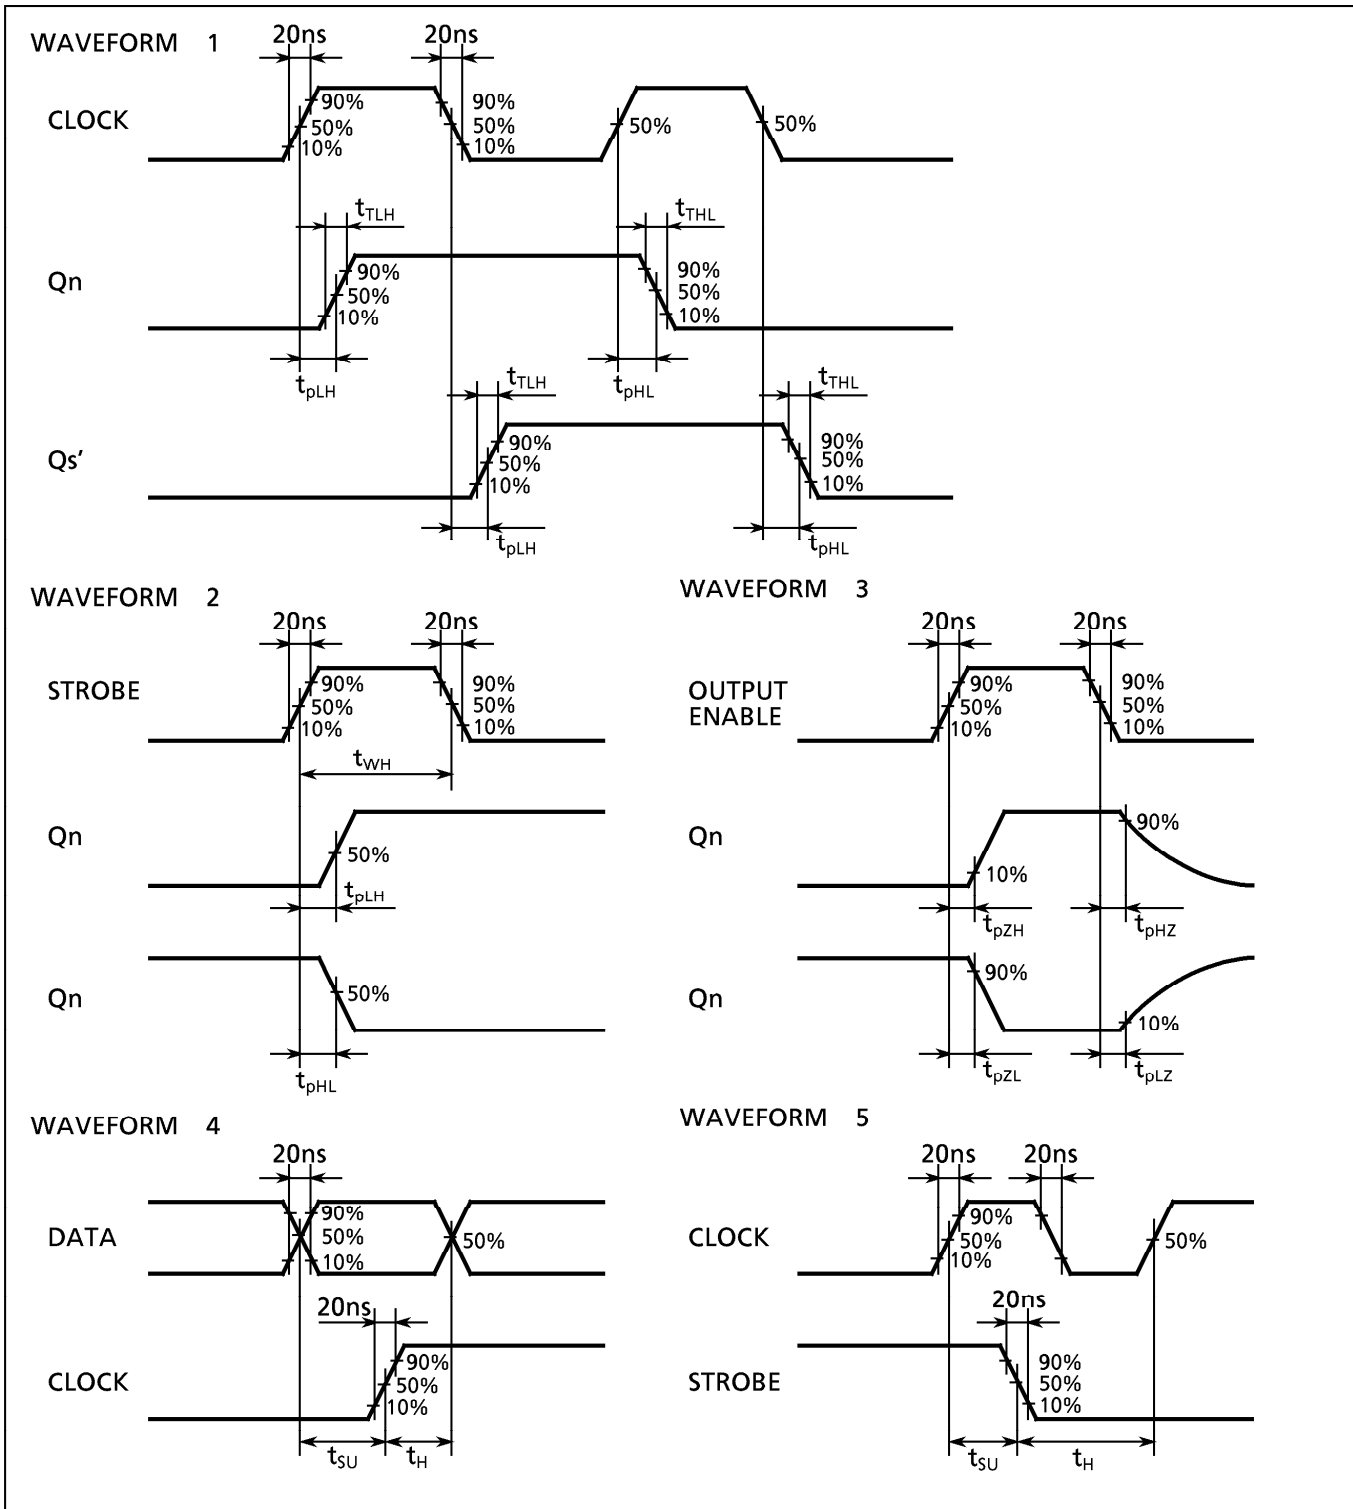 WAVEFORM 1
20ns 20ns
CLOCK
90% 90%
50% 50% 50% 50%
10% 10%
tTLH tTHL
Qn
90% 90%
50% 50%
10% 10%
tpLH tpHL
tTLH tTHL
Qs’
90% 90%
50% 50%
10% 10%
tpLH tpHL
WAVEFORM 2
20ns 20ns
STROBE
90% 90%
50% 50%
10% 10%
tWH
Qn
50%
tpLH
Qn
50%
tpHL
WAVEFORM 3
20ns 20ns
OUTPUT
ENABLE
90% 90%
50% 50%
10% 10%
Qn
90%
10%
tpZH tpHZ
Qn
90%
10%
tpZL tpLZ
WAVEFORM 4
20ns
DATA
90%
50% 50%
10%
20ns
CLOCK
90%
50%
10%
tSU tH
WAVEFORM 5
20ns 20ns
CLOCK
90%
50% 50%
10%
20ns
STROBE
90%
50%
10%
tSU tH